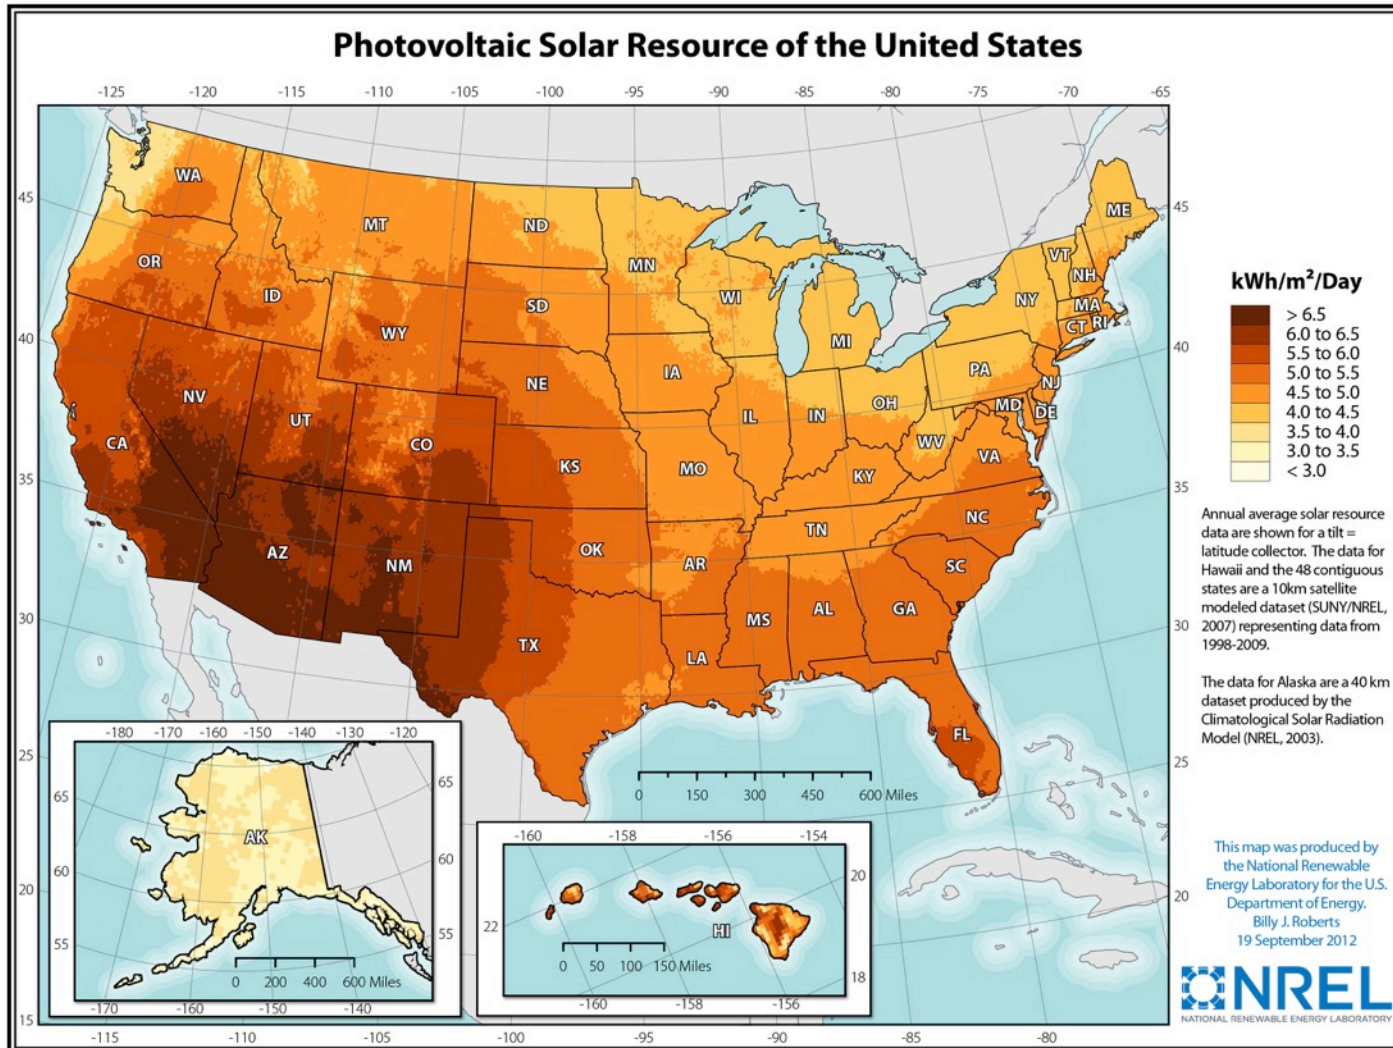 Photovoltaic Solar Resource of the United States
-125 -120 -115 -110 -105 -100 -95 -90 -85 -80 -75 -70 -65
45
40
35
30
25
20
15
45
40
35
30
25
20
-115 -110 -105 -100 -95 -90 -85 -80
WA
MT
ND
MN
ME
VT
NH
OR
ID
SD
WI
NY
MA
WY
MI
CT RI
IA
PA
NE
NJ
NV
OH
MD
DE
UT
IL
IN
CA
CO
WV
VA
KS
MO
KY
NC
TN
AZ
NM
OK
AR
SC
MS
AL
GA
TX
LA
FL
0 150 300 450 600 Miles
-180 -170 -160 -150 -140 -130 -120
65
60
55
65
60
55
AK
0 200 400 600 Miles
-170 -160 -150 -140
-160 -158 -156 -154
20
22
HI
0 50 100 150 Miles
18
-160 -158 -156
kWh/m²/Day
> 6.5
6.0 to 6.5
5.5 to 6.0
5.0 to 5.5
4.5 to 5.0
4.0 to 4.5
3.5 to 4.0
3.0 to 3.5
< 3.0
Annual average solar resource
data are shown for a tilt =
latitude collector. The data for
Hawaii and the 48 contiguous
states are a 10km satellite
modeled dataset (SUNY/NREL,
2007) representing data from
1998-2009.
The data for Alaska are a 40 km
dataset produced by the
Climatological Solar Radiation
Model (NREL, 2003).
This map was produced by
the National Renewable
Energy Laboratory for the U.S.
Department of Energy.
Billy J. Roberts
19 September 2012
NREL
NATIONAL RENEWABLE ENERGY LABORATORY